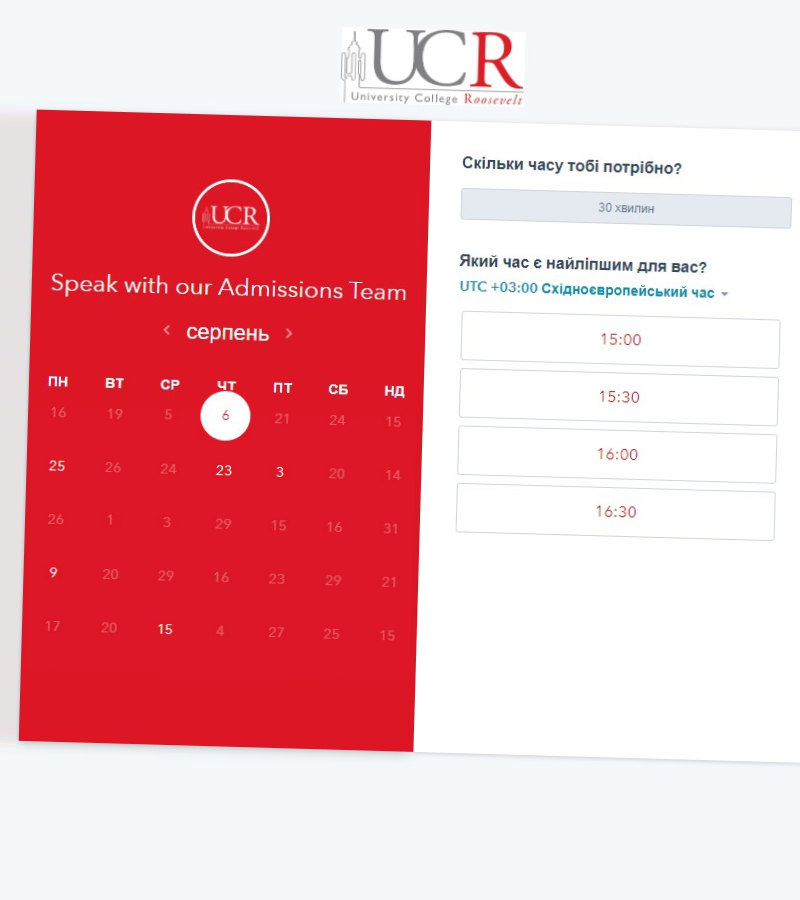 UCR
University College Roosevelt
UCR
Speak with our Admissions Team
серпень
ПН ВТ СР ЧТ ПТ СБ НД
16 19 5 6 21 24 15
25 26 24 23 3 20 14
26 1 3 29 15 16 31
9 20 29 16 23 29 21
17 20 15 4 27 25 15
Скільки часу тобі потрібно?
30 хвилин
Який час є найліпшим для вас?
UTC +03:00 Східноєвропейський час
15:00
15:30
16:00
16:30